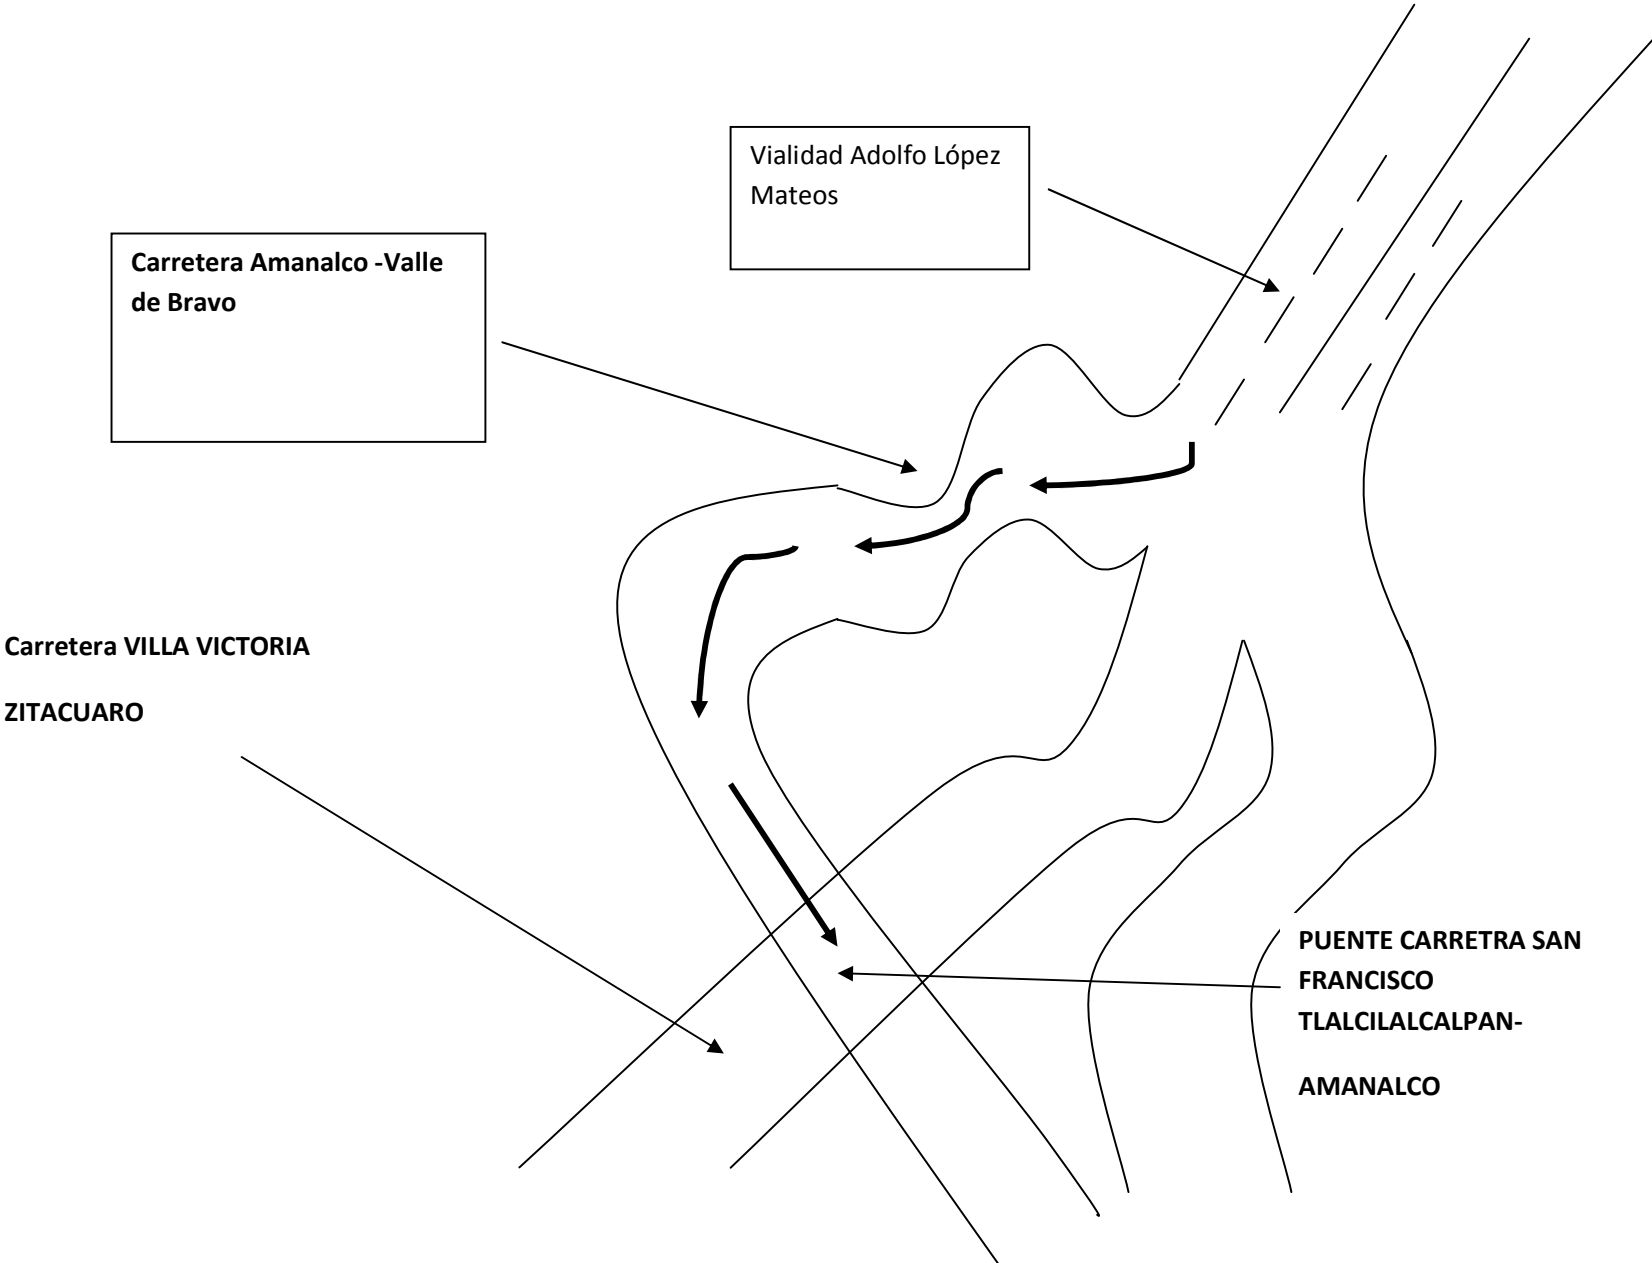 Vialidad Adolfo López
Mateos
Carretera Amanalco -Valle
de Bravo
Carretera VILLA VICTORIA
ZITACUARO
PUENTE CARRETRA SAN
FRANCISCO
TLALCILALCALPAN-
AMANALCO